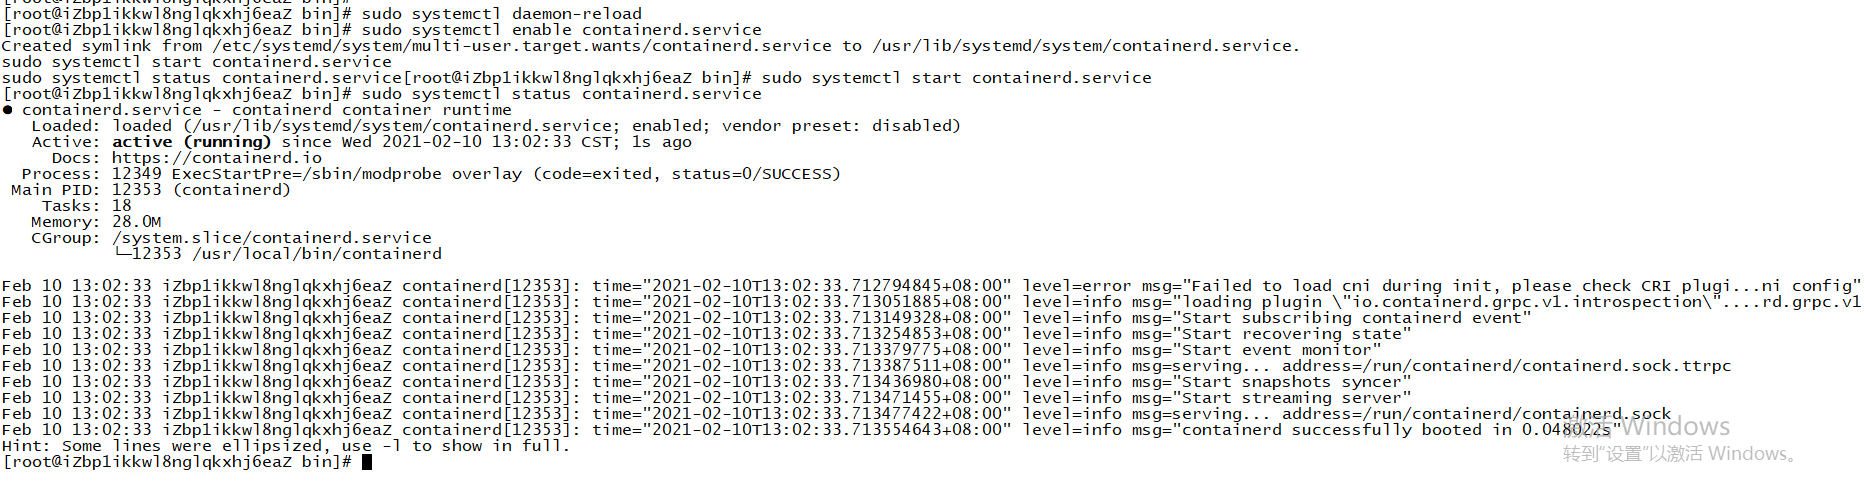 [root@iZbp1ikkwl8nglqkxhj6eaZ bin]#
[root@iZbp1ikkwl8nglqkxhj6eaZ bin]# sudo systemctl daemon-reload
[root@iZbp1ikkwl8nglqkxhj6eaZ bin]# sudo systemctl enable containerd.service
Created symlink from /etc/systemd/system/multi-user.target.wants/containerd.service to /usr/lib/systemd/system/containerd.service.
sudo systemctl start containerd.service
sudo systemctl status containerd.service[root@iZbp1ikkwl8nglqkxhj6eaZ bin]# sudo systemctl start containerd.service
[root@iZbp1ikkwl8nglqkxhj6eaZ bin]# sudo systemctl status containerd.service
● containerd.service - containerd container runtime
   Loaded: loaded (/usr/lib/systemd/system/containerd.service; enabled; vendor preset: disabled)
   Active: active (running) since Wed 2021-02-10 13:02:33 CST; 1s ago
     Docs: https://containerd.io
  Process: 12349 ExecStartPre=/sbin/modprobe overlay (code=exited, status=0/SUCCESS)
 Main PID: 12353 (containerd)
    Tasks: 18
   Memory: 28.0M
   CGroup: /system.slice/containerd.service
           └─12353 /usr/local/bin/containerd
Feb 10 13:02:33 iZbp1ikkwl8nglqkxhj6eaZ containerd[12353]: time="2021-02-10T13:02:33.712794845+08:00" level=error msg="Failed to load cni during init, please check CRI plugi...ni config"
Feb 10 13:02:33 iZbp1ikkwl8nglqkxhj6eaZ containerd[12353]: time="2021-02-10T13:02:33.713051885+08:00" level=info msg="loading plugin \"io.containerd.grpc.v1.introspection\"....rd.grpc.v1
Feb 10 13:02:33 iZbp1ikkwl8nglqkxhj6eaZ containerd[12353]: time="2021-02-10T13:02:33.713149328+08:00" level=info msg="Start subscribing containerd event"
Feb 10 13:02:33 iZbp1ikkwl8nglqkxhj6eaZ containerd[12353]: time="2021-02-10T13:02:33.713254853+08:00" level=info msg="Start recovering state"
Feb 10 13:02:33 iZbp1ikkwl8nglqkxhj6eaZ containerd[12353]: time="2021-02-10T13:02:33.713379775+08:00" level=info msg="Start event monitor"
Feb 10 13:02:33 iZbp1ikkwl8nglqkxhj6eaZ containerd[12353]: time="2021-02-10T13:02:33.713387511+08:00" level=info msg=serving... address=/run/containerd/containerd.sock.ttrpc
Feb 10 13:02:33 iZbp1ikkwl8nglqkxhj6eaZ containerd[12353]: time="2021-02-10T13:02:33.713436980+08:00" level=info msg="Start snapshots syncer"
Feb 10 13:02:33 iZbp1ikkwl8nglqkxhj6eaZ containerd[12353]: time="2021-02-10T13:02:33.713471455+08:00" level=info msg="Start streaming server"
Feb 10 13:02:33 iZbp1ikkwl8nglqkxhj6eaZ containerd[12353]: time="2021-02-10T13:02:33.713477422+08:00" level=info msg=serving... address=/run/containerd/containerd.sock
Feb 10 13:02:33 iZbp1ikkwl8nglqkxhj6eaZ containerd[12353]: time="2021-02-10T13:02:33.713554643+08:00" level=info msg="containerd successfully booted in 0.048022s"
Hint: Some lines were ellipsized, use -l to show in full.
[root@iZbp1ikkwl8nglqkxhj6eaZ bin]#
激活 Windows
转到“设置”以激活 Windows。